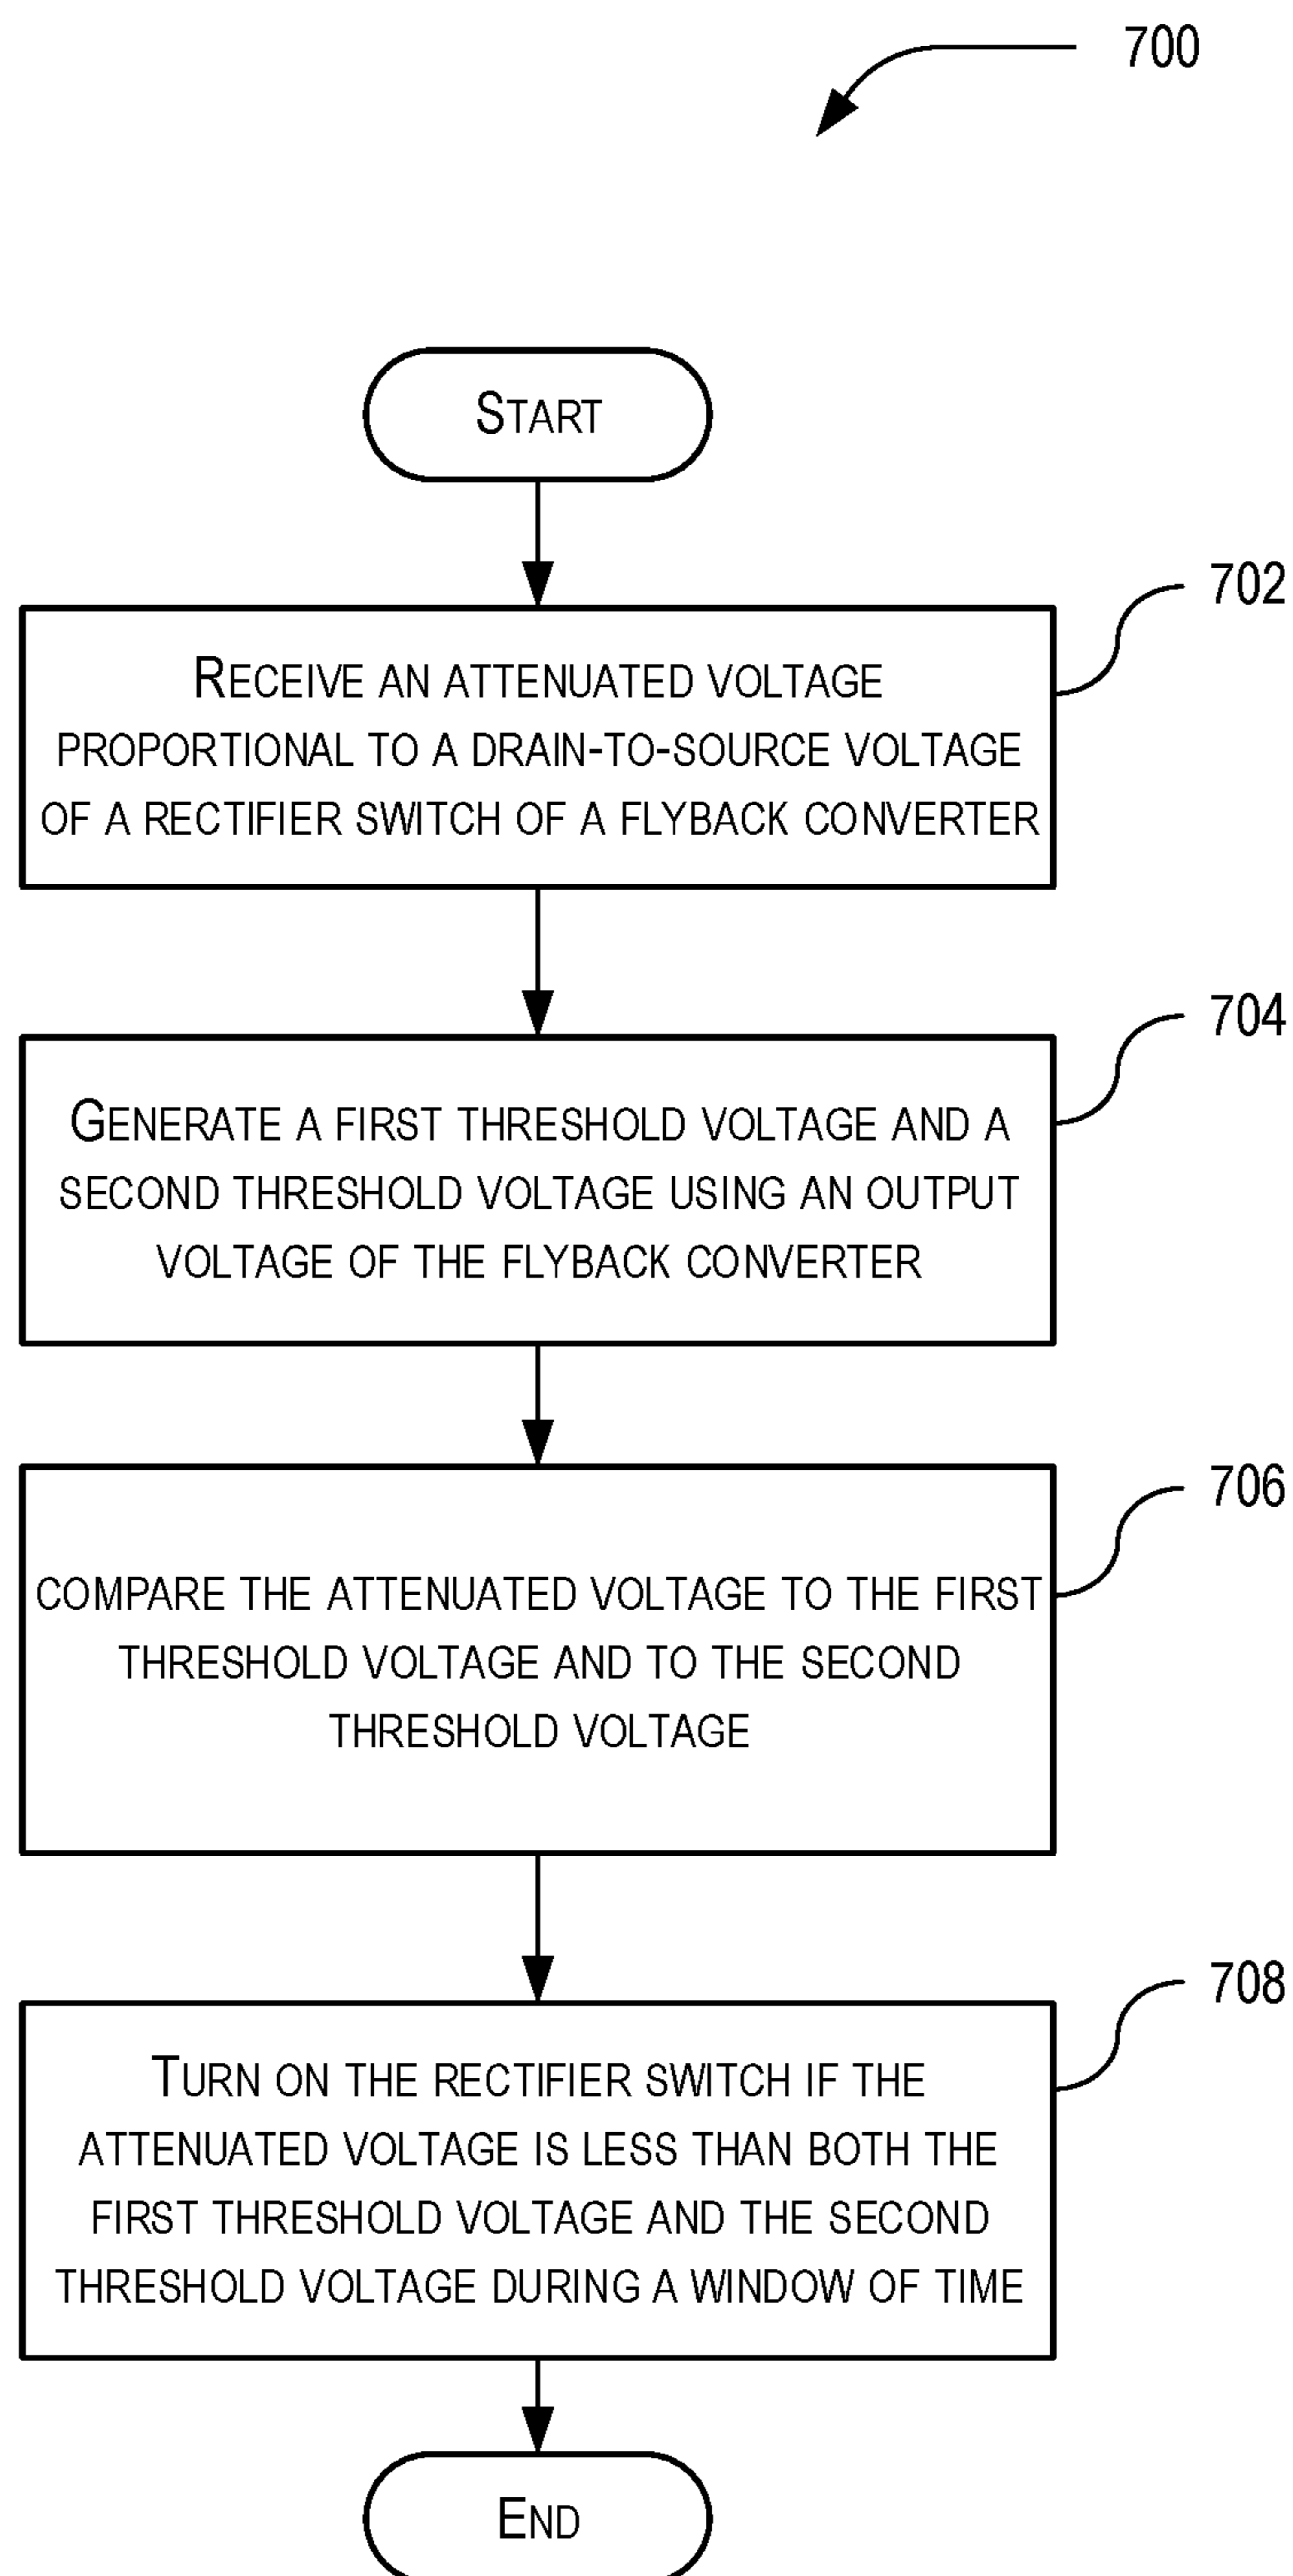 700
START
702
RECEIVE AN ATTENUATED VOLTAGE
PROPORTIONAL TO A DRAIN-TO-SOURCE VOLTAGE
OF A RECTIFIER SWITCH OF A FLYBACK CONVERTER
704
GENERATE A FIRST THRESHOLD VOLTAGE AND A
SECOND THRESHOLD VOLTAGE USING AN OUTPUT
VOLTAGE OF THE FLYBACK CONVERTER
706
COMPARE THE ATTENUATED VOLTAGE TO THE FIRST
THRESHOLD VOLTAGE AND TO THE SECOND
THRESHOLD VOLTAGE
708
TURN ON THE RECTIFIER SWITCH IF THE
ATTENUATED VOLTAGE IS LESS THAN BOTH THE
FIRST THRESHOLD VOLTAGE AND THE SECOND
THRESHOLD VOLTAGE DURING A WINDOW OF TIME
END